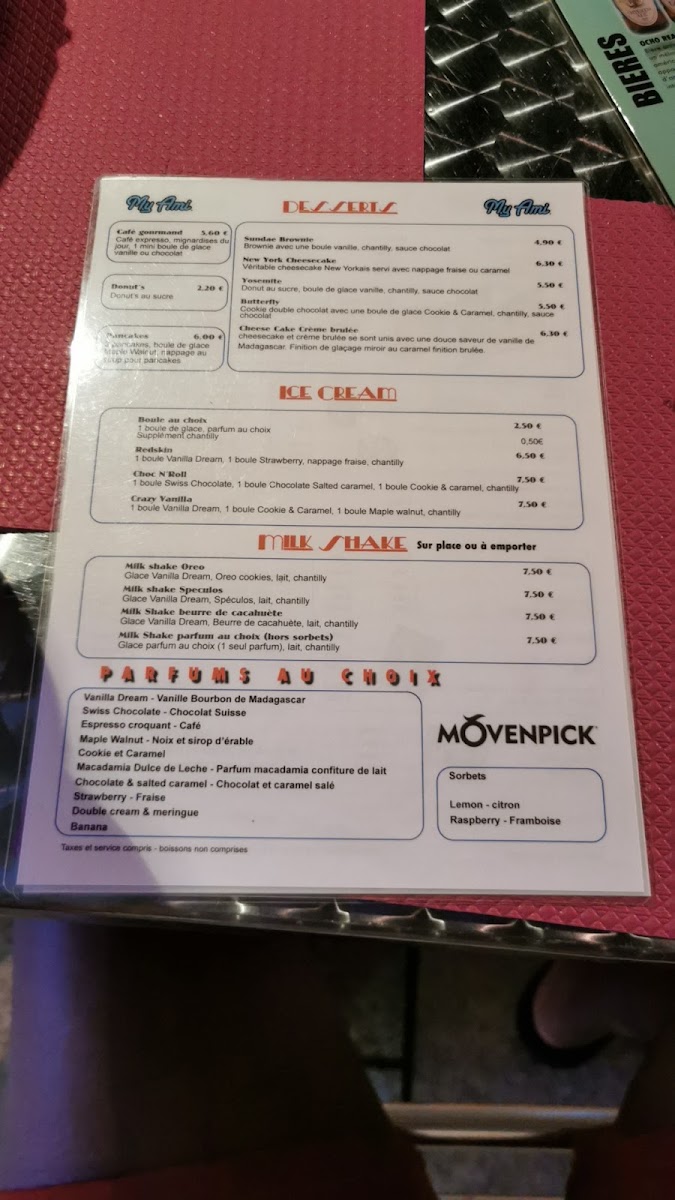 BIERES
OCHO REA
My Ami
DESSERTS
My Ami
Café gourmand 5.60 €
Café expresso, mignardises du
jour, 1 mini boule de glace
vanille ou chocolat
Donut's 2.20 €
Donut's au sucre
Pancakes 6.00 €
pancakes, boule de glace
Maple Walnut, nappage au
sirop pour pancakes
Sundae Brownie 4.90 €
Brownie avec une boule vanille, chantilly, sauce chocolat
New York Cheesecake 6.30 €
Véritable cheesecake New Yorkais servi avec nappage fraise ou caramel
Yosemite 5.50 €
Donut au sucre, boule de glace vanille, chantilly, sauce chocolat
Butterfly 5.50 €
Cookie double chocolat avec une boule glace Cookie & Caramel, chantilly, sauce
chocolat
Cheese Cake Crème brulée 6.30 €
cheesecake et crème brulée se sont unis avec une douce saveur de vanille de
Madagascar. Finition de glaçage miroir au caramel finition brulée.
ICE CREAM
Boule au choix 2.50 €
1 boule de glace, parfum au choix
Supplément chantilly 0,50€
Redskin 6.50 €
1 boule Vanilla Dream, 1 boule Strawberry, nappage fraise, chantilly
Choc N'Roll 7.50 €
1 boule Swiss Chocolate, 1 boule Chocolate Salted caramel, 1 boule Cookie & caramel, chantilly
Crazy Vanilla 7.50 €
1 boule Vanilla Dream, 1 boule Cookie & Caramel, 1 boule Maple walnut, chantilly
MILK SHAKE Sur place ou à emporter
Milk shake Oreo 7.50 €
Glace Vanilla Dream, Oreo cookies, lait, chantilly
Milk shake Speculos 7.50 €
Glace Vanilla Dream, Spéculos, lait, chantilly
Milk Shake beurre de cacahuète 7.50 €
Glace Vanilla Dream, Beurre de cacahuète, lait, chantilly
Milk Shake parfum au choix (hors sorbets) 7.50 €
Glace parfum au choix (1 seul parfum), lait, chantilly
PARFUMS AU CHOIX
Vanilla Dream - Vanille Bourbon de Madagascar
Swiss Chocolate - Chocolat Suisse
Espresso croquant - Café
Maple Walnut - Noix et sirop d'érable
Cookie et Caramel
Macadamia Dulce de Leche - Parfum macadamia confiture de lait
Chocolate & salted caramel - Chocolat et caramel salé
Strawberry - Fraise
Double cream & meringue
Banana
MÖVENPICK
Sorbets
Lemon - citron
Raspberry - Framboise
Taxes et service compris - boissons non comprises